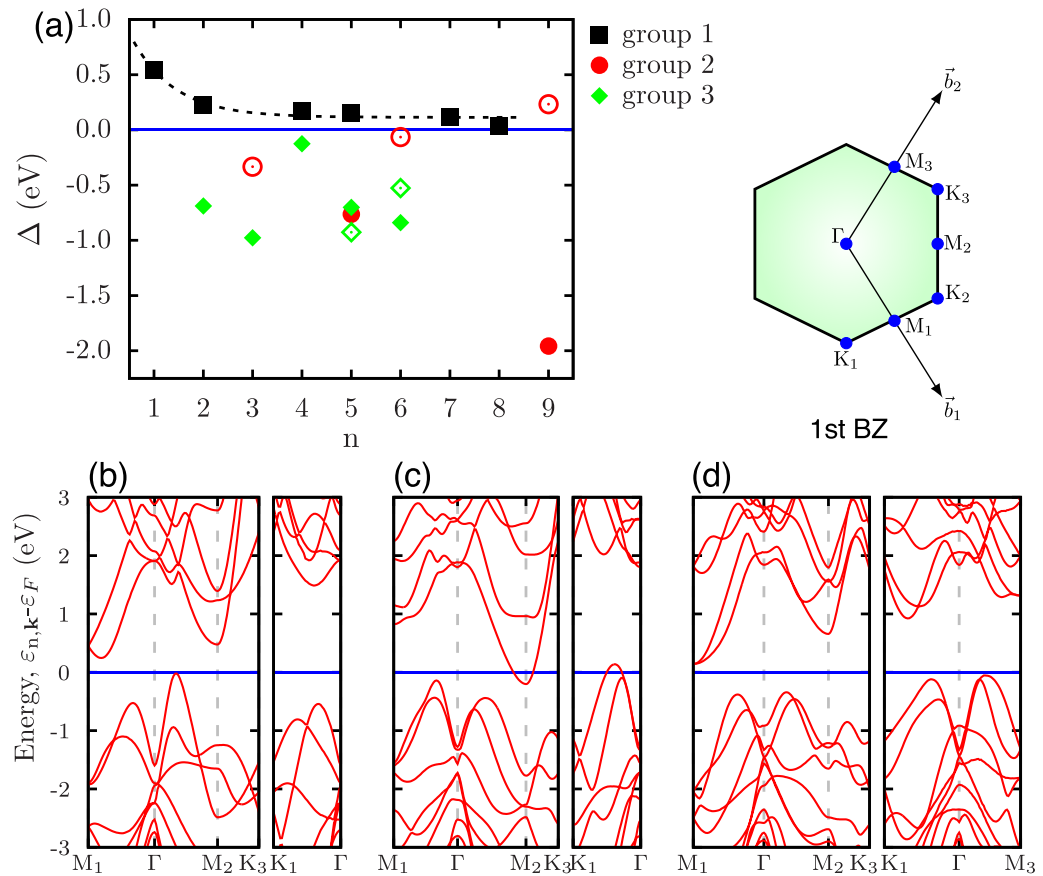 (a)
1.0
0.5
0.0
-0.5
-1.0
-1.5
-2.0
Δ (eV)
1 2 3 4 5 6 7 8 9
n
group 1
group 2
group 3
b⃗₂
M₃
K₃
Γ
M₂
K₂
M₁
K₁
b⃗₁
1st BZ
(b) (c) (d)
Energy, εₙ,𝐤-ε_F (eV)
3
2
1
0
-1
-2
-3
M₁ Γ M₂ K₃ K₁ Γ M₁ Γ M₂ K₃ K₁ Γ M₁ Γ M₂ K₃ K₁ Γ M₃